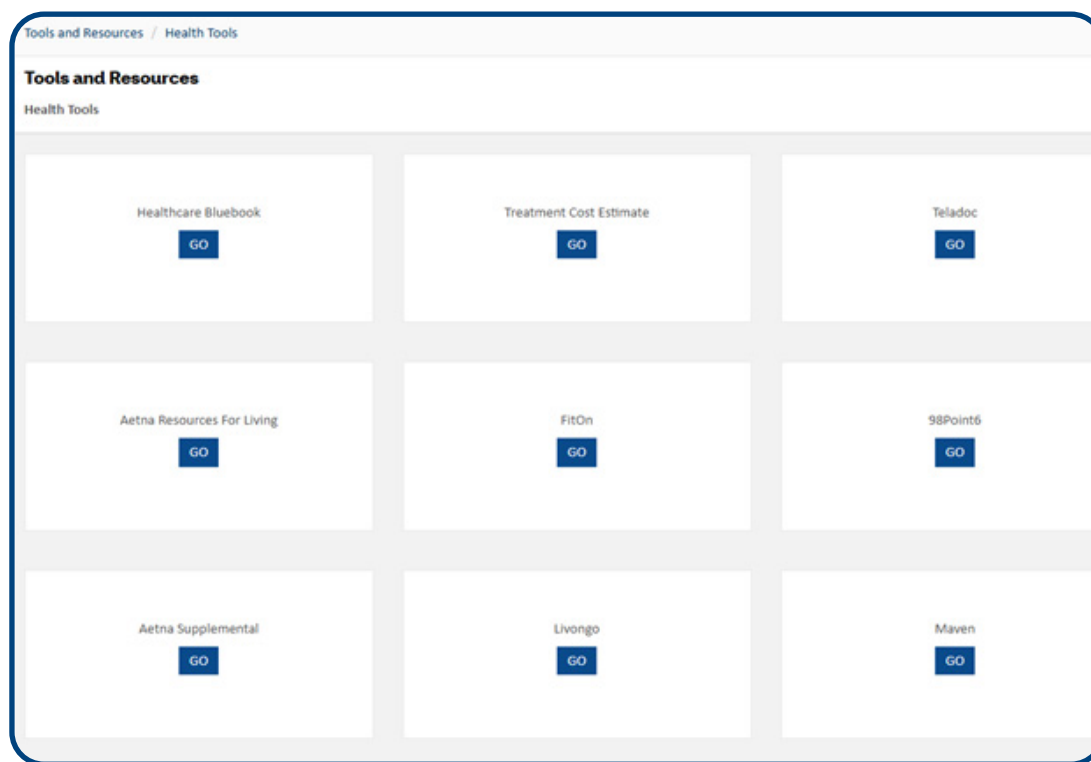 Tools and Resources / Health Tools
Tools and Resources
Health Tools
Healthcare Bluebook
GO
Treatment Cost Estimate
GO
Teladoc
GO
Aetna Resources For Living
GO
FitOn
GO
98Point6
GO
Aetna Supplemental
GO
Livongo
GO
Maven
GO